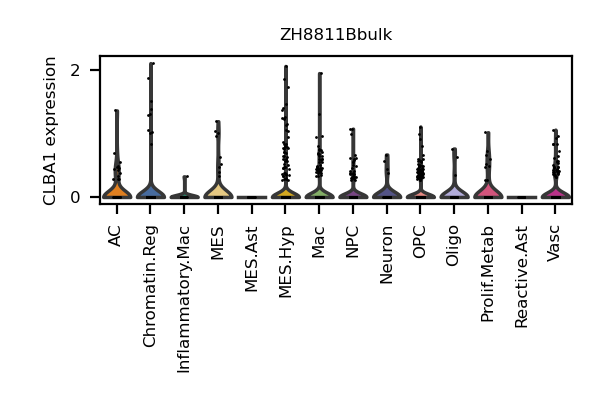 ZH8811Bbulk
CLBA1 expression
2
0
AC
Chromatin.Reg
Inflammatory.Mac
MES
MES.Ast
MES.Hyp
Mac
NPC
Neuron
OPC
Oligo
Prolif.Metab
Reactive.Ast
Vasc